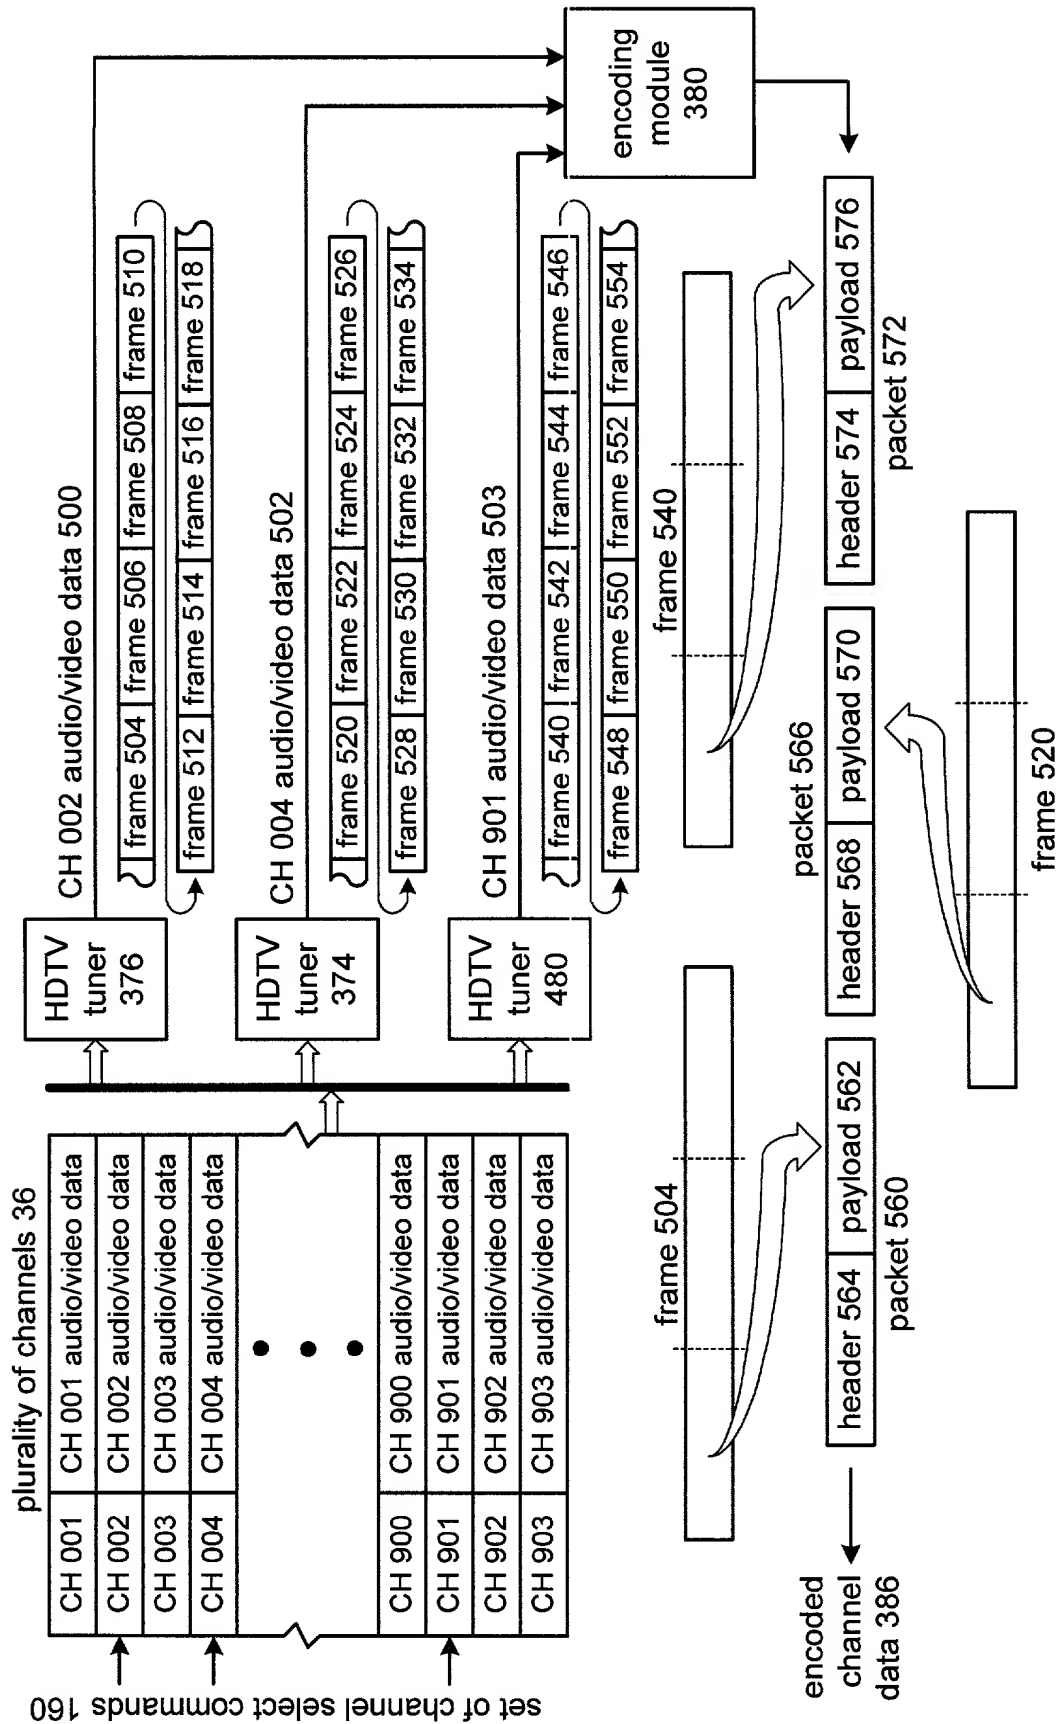 plurality of channels 36
CH 001 CH 001 audio/video data
CH 002 CH 002 audio/video data
CH 003 CH 003 audio/video data
CH 004 CH 004 audio/video data
CH 900 CH 900 audio/video data
CH 901 CH 901 audio/video data
CH 902 CH 902 audio/video data
CH 903 CH 903 audio/video data
set of channel select commands 160
HDTV
tuner
376
HDTV
tuner
374
HDTV
tuner
480
CH 002 audio/video data 500
frame 504 frame 506 frame 508 frame 510
frame 512 frame 514 frame 516 frame 518
CH 004 audio/video data 502
frame 520 frame 522 frame 524 frame 526
frame 528 frame 530 frame 532 frame 534
CH 901 audio/video data 503
frame 540 frame 542 frame 544 frame 546
frame 548 frame 550 frame 552 frame 554
encoding
module
380
frame 504
frame 540
encoded
channel
data 386
header 564 payload 562
packet 560
packet 566
header 568 payload 570
header 574 payload 576
packet 572
frame 520